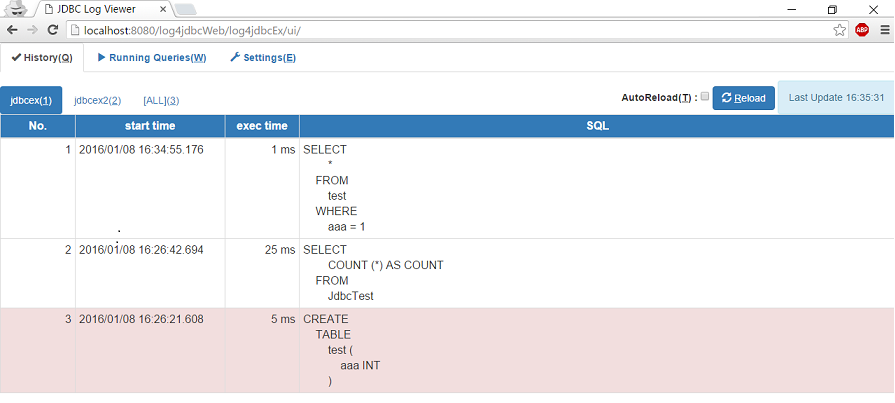 JDBC Log Viewer
localhost:8080/log4jdbcWeb/log4jdbcEx/ui/
ABP
History(Q) Running Queries(W) Settings(E)
jdbcex(1) jdbcex2(2) [ALL](3) AutoReload(T) : Reload Last Update 16:35:31
No. start time exec time SQL
1 2016/01/08 16:34:55.176 1 ms SELECT
*
FROM
test
WHERE
aaa = 1
2 2016/01/08 16:26:42.694 25 ms SELECT
COUNT (*) AS COUNT
FROM
JdbcTest
3 2016/01/08 16:26:21.608 5 ms CREATE
TABLE
test (
aaa INT
)